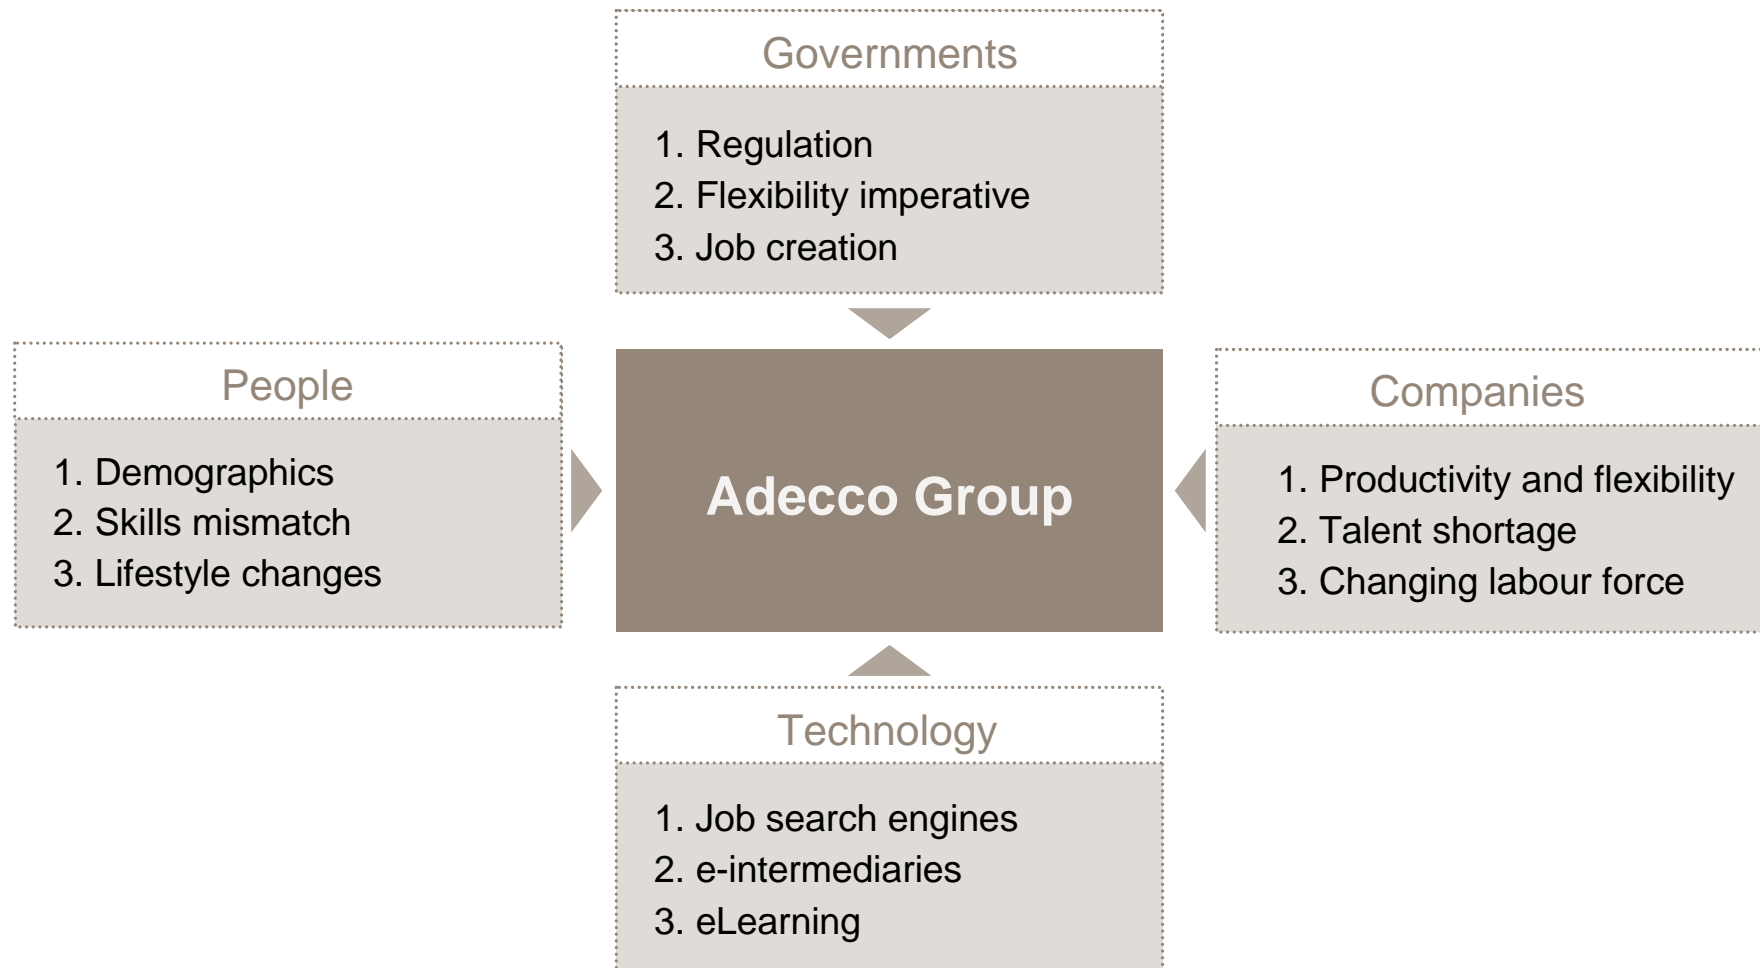 Governments
1. Regulation
2. Flexibility imperative
3. Job creation
People
1. Demographics
2. Skills mismatch
3. Lifestyle changes
Adecco Group
Companies
1. Productivity and flexibility
2. Talent shortage
3. Changing labour force
Technology
1. Job search engines
2. e-intermediaries
3. eLearning